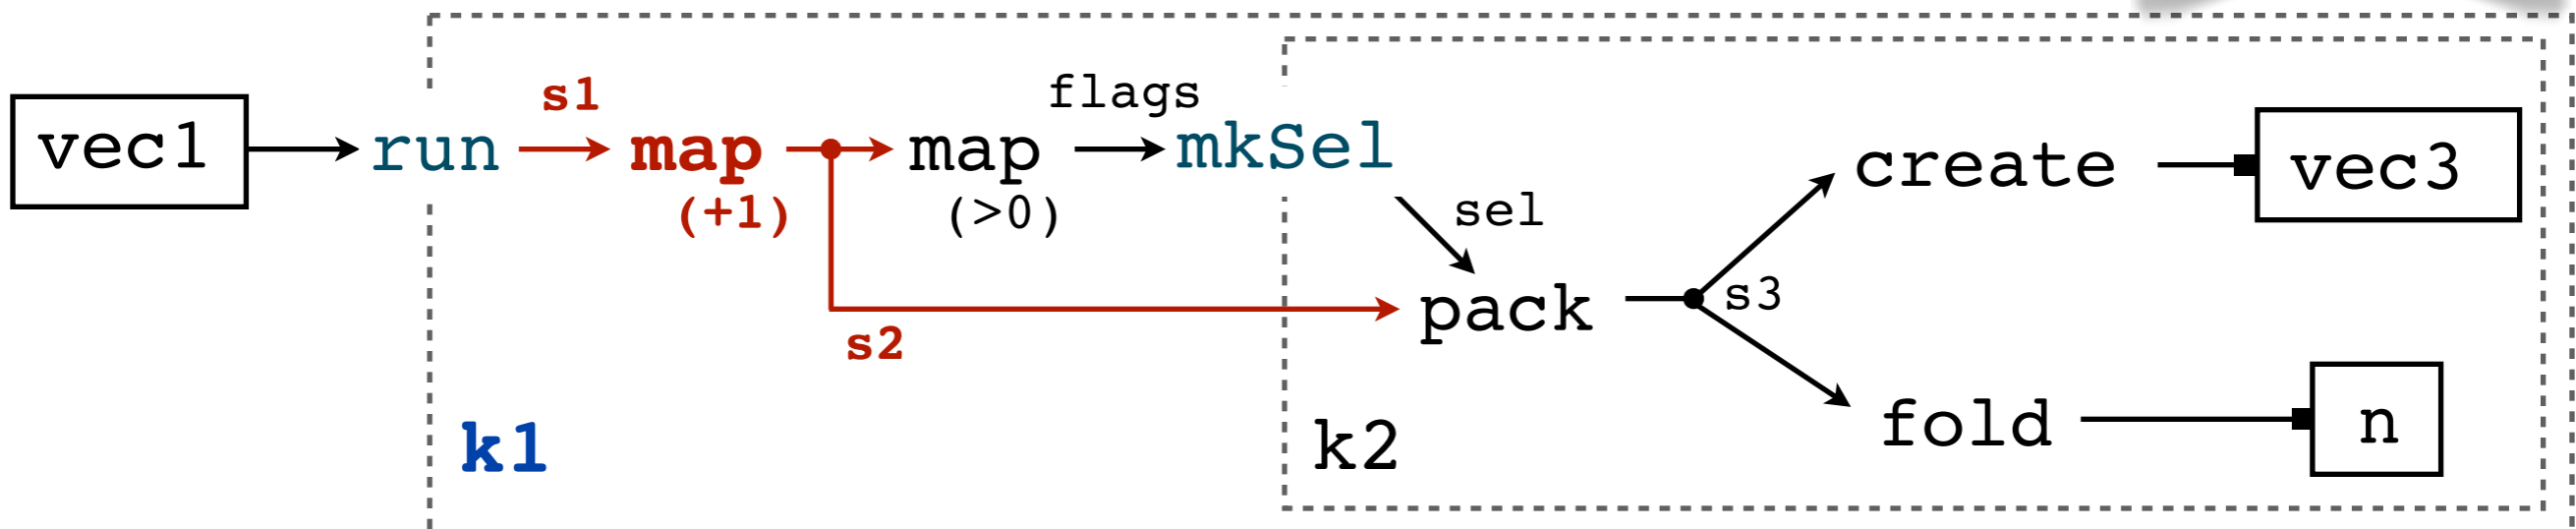 s1
flags
vec1
run
map
map
mkSel
create
vec3
(+1)
(>0)
sel
pack
s3
s2
k1
k2
fold
n